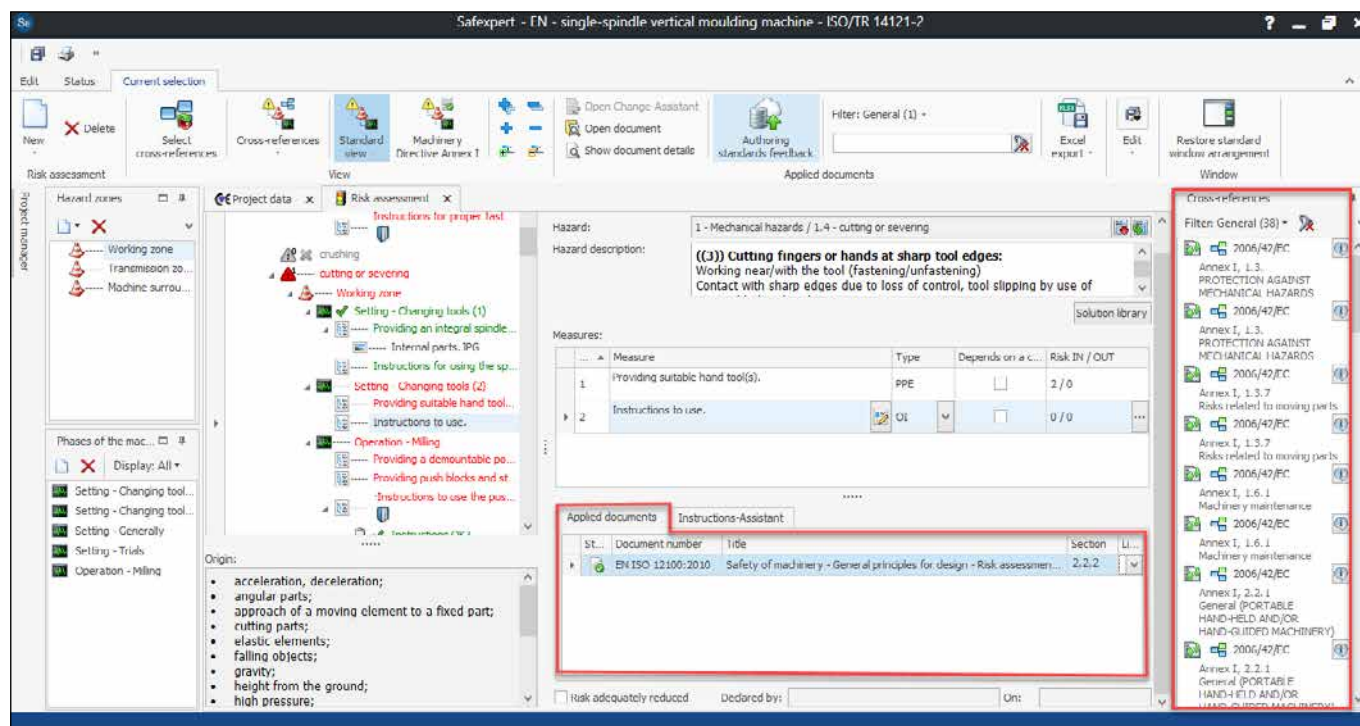 Safexpert - EN - single-spindle vertical moulding machine - ISO/TR 14121-2
Edit Status Current selection
New
Delete
Select
cross-references
Cross-references
Standard
view
Machinery
Directive Annex I
Open Change Assistant
Open document
Show document details
Authoring
standards feedback
Filter: General (1)
Excel
export
Edit
Restore standard
window arrangement
Risk assessment View Applied documents Window
Project manager
Hazard zones
Working zone
Transmission zo...
Machine surrou...
Phases of the mac...
Display: All
Setting - Changing tool...
Setting - Changing tool...
Setting - Generally
Setting - Trials
Operation - Milling
Project data x Risk assessment x
Instructions for proper fast
crushing
cutting or severing
Working zone
Setting - Changing tools (1)
Providing an integral spindle...
Internal parts.JPG
Instructions for using the sp...
Setting - Changing tools (2)
Providing suitable hand tool...
Instructions to use.
Operation - Milling
Providing a demountable po...
Providing push blocks and st
Instructions to use the pus...
Origin:
• acceleration, deceleration;
• angular parts;
• approach of a moving element to a fixed part;
• cutting parts;
• elastic elements;
• falling objects;
• gravity;
• height from the ground;
• high pressure;
Hazard: 1 - Mechanical hazards / 1.4 - cutting or severing
Hazard description: ((3)) Cutting fingers or hands at sharp tool edges:
Working near/with the tool (fastening/unfastening)
Contact with sharp edges due to loss of control, tool slipping by use of
Solution library
Measures:
... Measure Type Depends on a c... Risk IN / OUT
1 Providing suitable hand tool(s). PPE 2 / 0
2 Instructions to use. OI 0 / 0 ...
Applied documents Instructions-Assistant
St... Document number Title Section Li...
EN ISO 12100:2010 Safety of machinery - General principles for design - Risk assessmen... 2.2.2
Risk adequately reduced Declared by: On:
Cross-references
Filter: General (38)
2006/42/EC
Annex I, 1.3.
PROTECTION AGAINST
MECHANICAL HAZARDS
2006/42/EC
Annex I, 1.3.
PROTECTION AGAINST
MECHANICAL HAZARDS
2006/42/EC
Annex I, 1.3.7
Risks related to moving parts
2006/42/EC
Annex I, 1.3.7
Risks related to moving parts
2006/42/EC
Annex I, 1.6.1
Machinery maintenance
2006/42/EC
Annex I, 1.6.1
Machinery maintenance
2006/42/EC
Annex I, 2.2.1
General (PORTABLE
HAND-HELD AND/OR
HAND-GUIDED MACHINERY)
2006/42/EC
Annex I, 2.2.1
General (PORTABLE
HAND-HELD AND/OR
HAND-GUIDED MACHINERY)